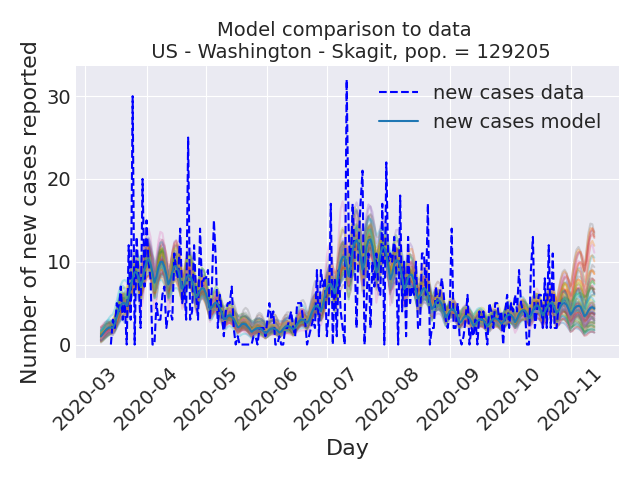 Model comparison to data
US - Washington - Skagit, pop. = 129205
Number of new cases reported
30
20
10
0
new cases data
new cases model
2020-03
2020-04
2020-05
2020-06
2020-07
2020-08
2020-09
2020-10
2020-11
Day